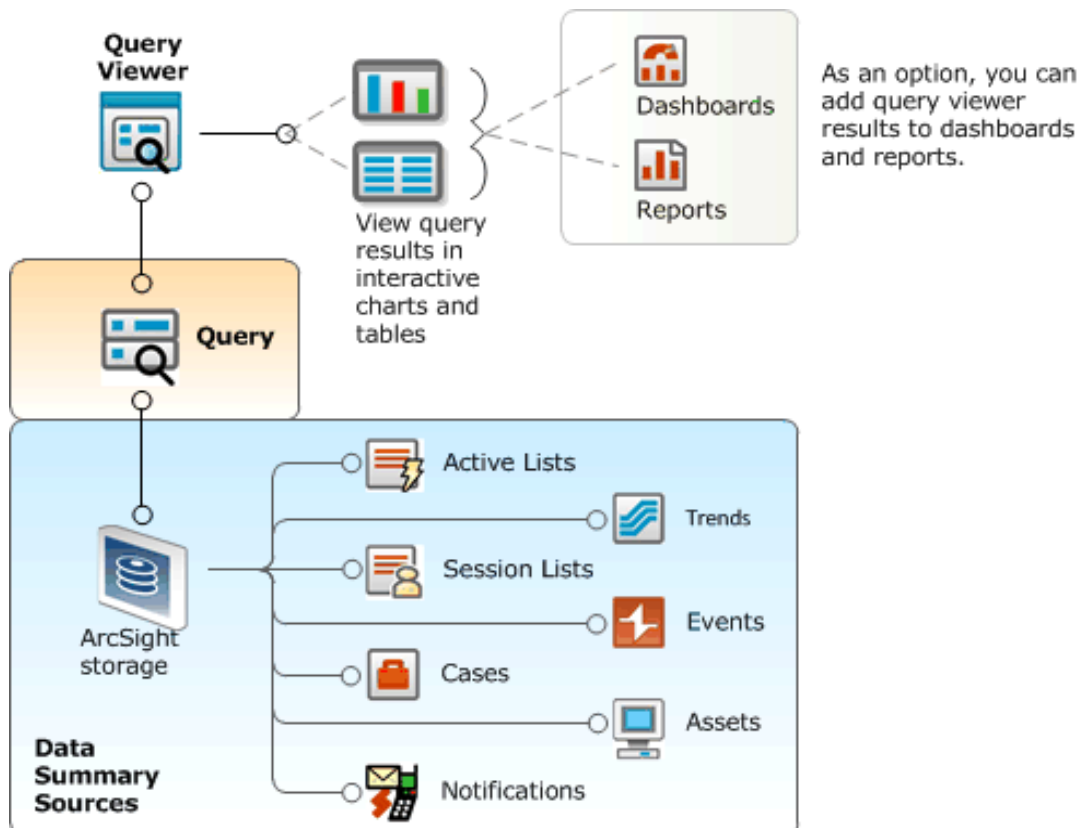 Query
Viewer
View query
results in
interactive
charts and
tables
Dashboards
Reports
As an option, you can
add query viewer
results to dashboards
and reports.
Query
ArcSight
storage
Active Lists
Trends
Session Lists
Events
Cases
Assets
Notifications
Data
Summary
Sources